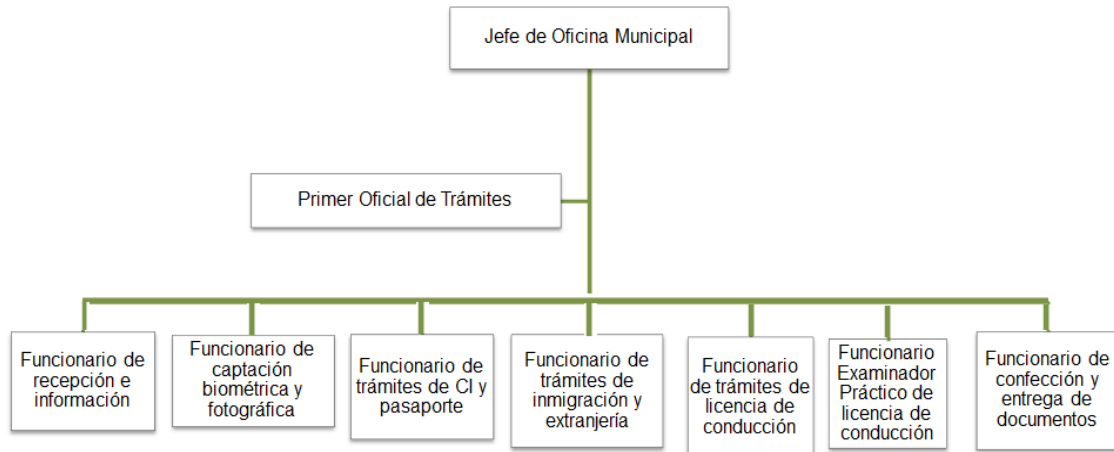 Jefe de Oficina Municipal
Primer Oficial de Trámites
Funcionario de
recepción e
información
Funcionario de
captación
biométrica y
fotográfica
Funcionario de
trámites de CI y
pasaporte
Funcionario de
trámites de
inmigración y
extranjería
Funcionario
de trámites de
licencia de
conducción
Funcionario
Examinador
Práctico de
licencia de
conducción
Funcionario de
confección y
entrega de
documentos